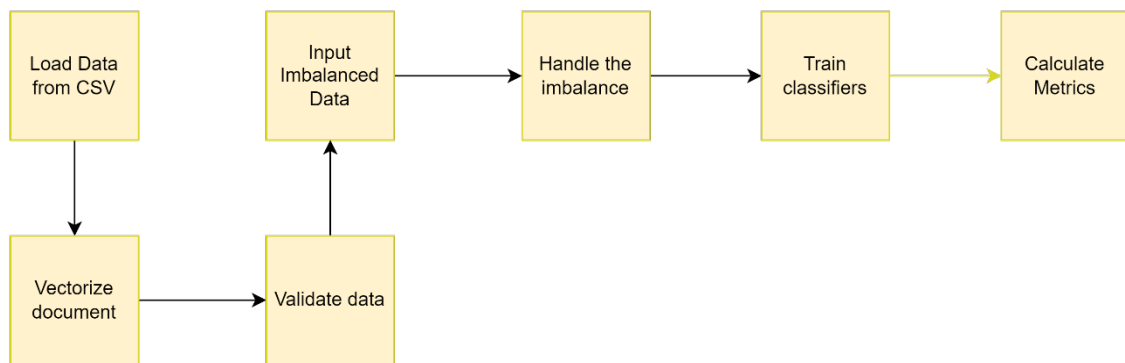 Load Data
from CSV
Vectorize
document
Validate data
Input
Imbalanced
Data
Handle the
imbalance
Train
classifiers
Calculate
Metrics